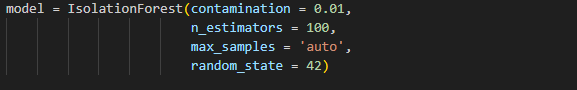 model = IsolationForest(contamination = 0.01,
n_estimators = 100,
max_samples = 'auto',
random_state = 42)